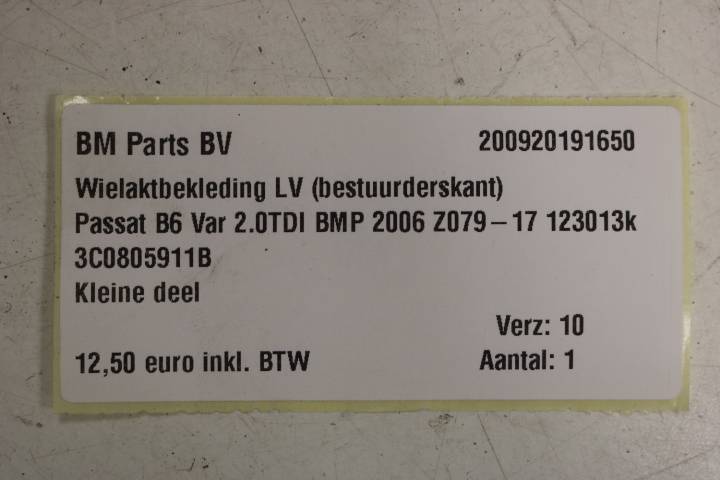 BM Parts BV 200920191650
Wielaktbekleding LV (bestuurderskant)
Passat B6 Var 2.0TDI BMP 2006 Z079-17 123013k
3C0805911B
Kleine deel
Verz: 10
12,50 euro inkl. BTW Aantal: 1